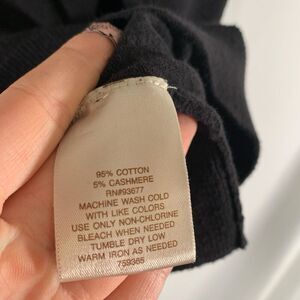 95% COTTON
5% CASHMERE
RN#93677
MACHINE WASH COLD
WITH LIKE COLORS
USE ONLY NON-CHLORINE
BLEACH WHEN NEEDED
TUMBLE DRY LOW
WARM IRON AS NEEDED
759365